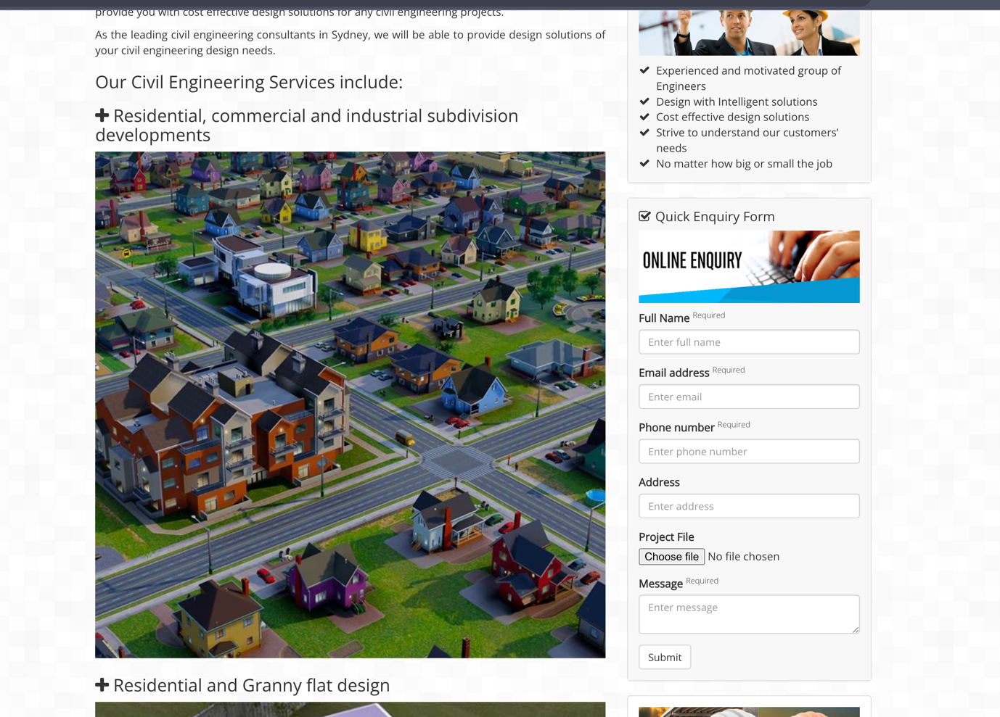 provide you with cost effective design solutions for any civil engineering projects.
As the leading civil engineering consultants in Sydney, we will be able to provide design solutions of
your civil engineering design needs.
Our Civil Engineering Services include:
Residential, commercial and industrial subdivision
developments
Residential and Granny flat design
Experienced and motivated group of
Engineers
Design with Intelligent solutions
Cost effective design solutions
Strive to understand our customers’
needs
No matter how big or small the job
Quick Enquiry Form
ONLINE ENQUIRY
Full Name Required
Enter full name
Email address Required
Enter email
Phone number Required
Enter phone number
Address
Enter address
Project File
Choose file No file chosen
Message Required
Enter message
Submit